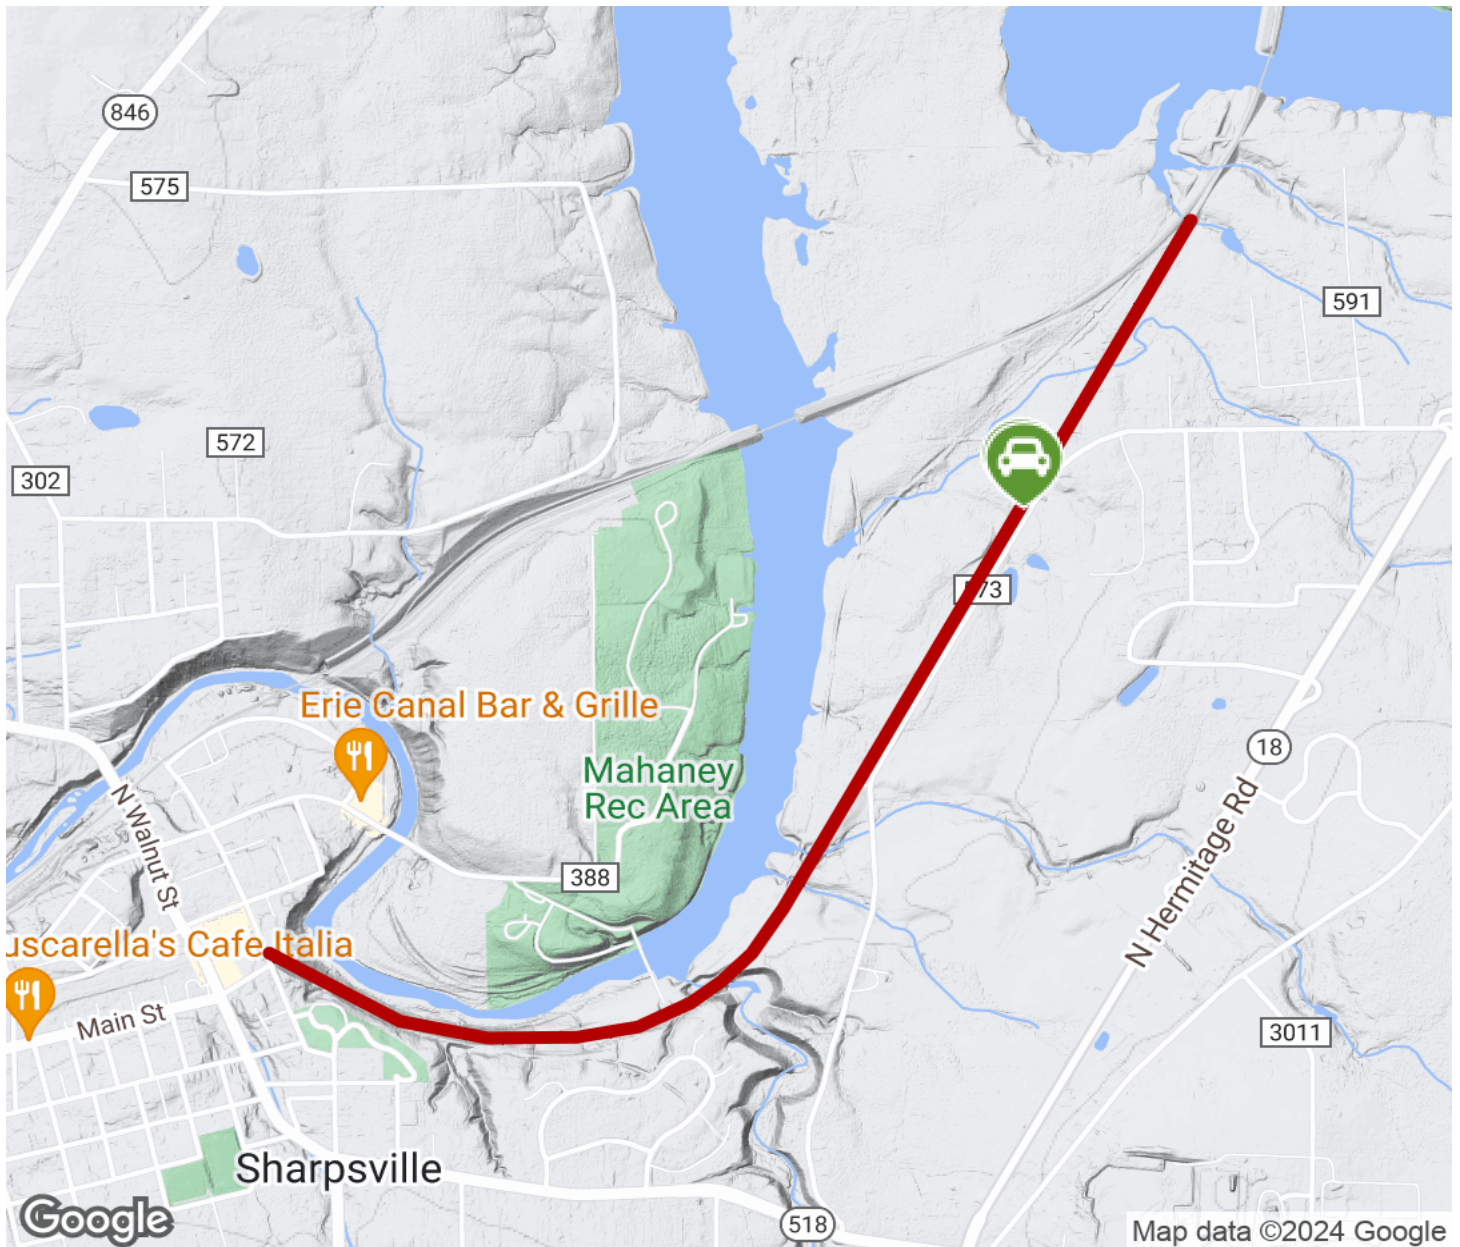 846
575
591
572
302
573
Erie Canal Bar & Grille
18
Mahaney
Rec Area
N Walnut St
N Hermitage Rd
388
uscarella's Cafe Italia
Main St
3011
Sharpsville
518
Google
Map data ©2024 Google